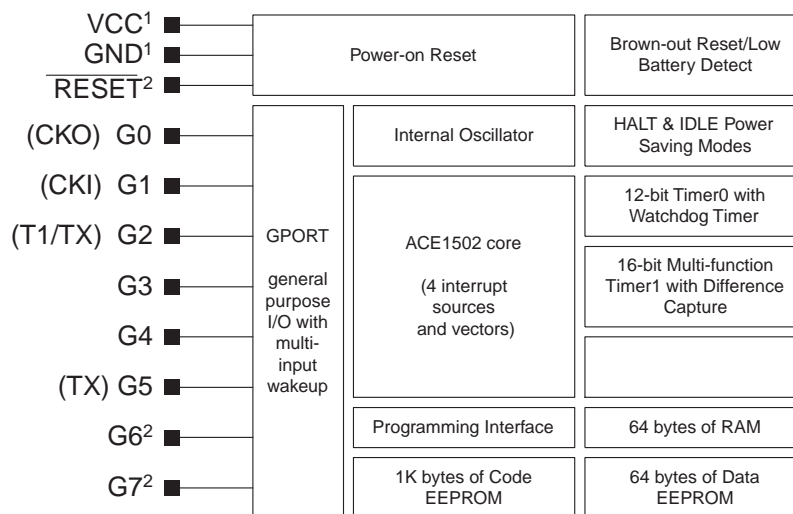 VCC¹
GND¹
RESET²
(CKO) G0
(CKI) G1
(T1/TX) G2
G3
G4
(TX) G5
G6²
G7²
Power-on Reset
Brown-out Reset/Low
Battery Detect
GPORT
general
purpose
I/O with
multi-
input
wakeup
Internal Oscillator
HALT & IDLE Power
Saving Modes
ACE1502 core
(4 interrupt
sources
and vectors)
12-bit Timer0 with
Watchdog Timer
16-bit Multi-function
Timer1 with Difference
Capture
Programming Interface
64 bytes of RAM
1K bytes of Code
EEPROM
64 bytes of Data
EEPROM